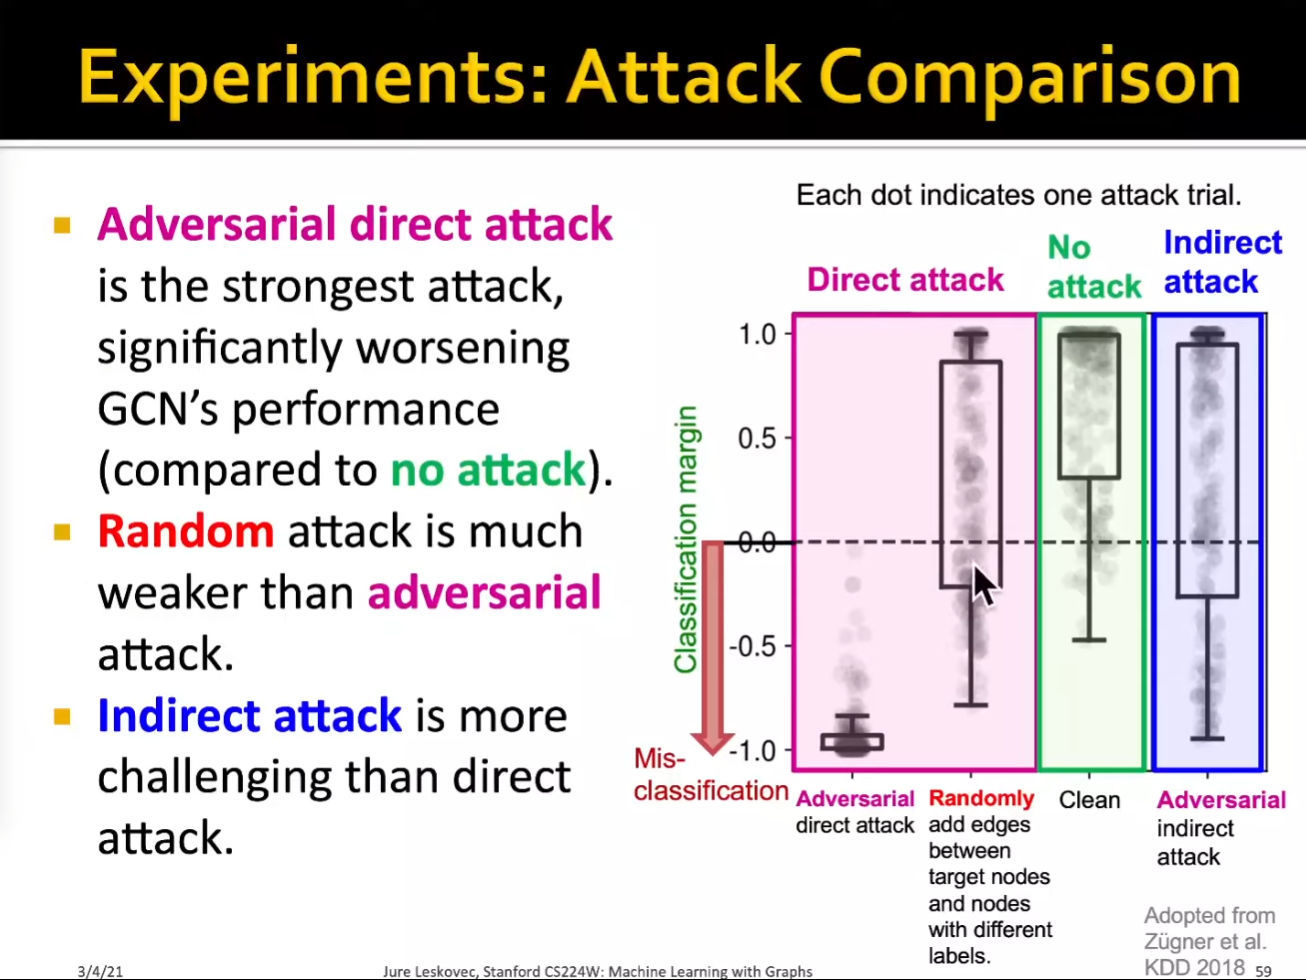 Experiments: Attack Comparison
Adversarial direct attack
is the strongest attack,
significantly worsening
GCN's performance
(compared to no attack).
Random attack is much
weaker than adversarial
attack.
Indirect attack is more
challenging than direct
attack.
Each dot indicates one attack trial.
Direct attack
No
attack
Indirect
attack
Classification margin
1.0
0.5
0.0
-0.5
-1.0
Mis-
classification
Adversarial
direct attack
Randomly
add edges
between
target nodes
and nodes
with different
labels.
Clean
Adversarial
indirect
attack
Adopted from
Zügner et al.
KDD 2018
3/4/21
Jure Leskovec, Stanford CS224W: Machine Learning with Graphs
59